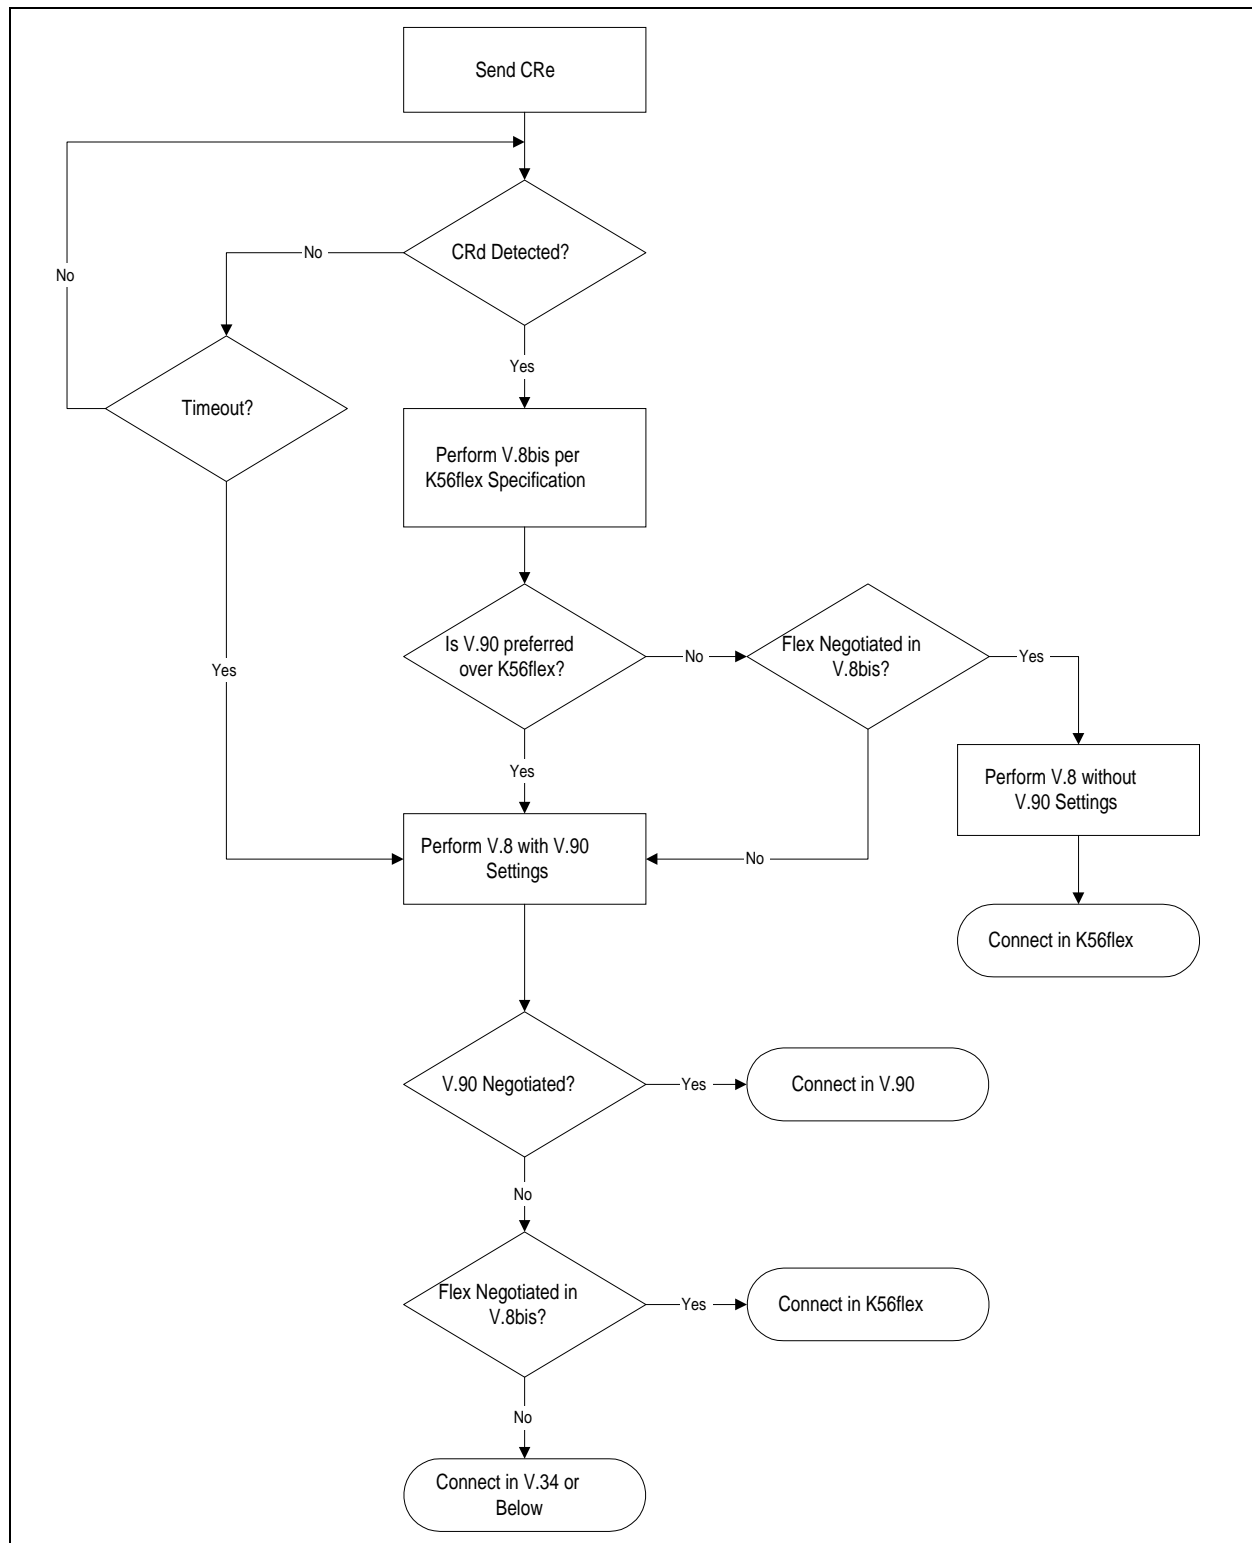 Send CRe
CRd Detected?
No
No
Timeout?
Yes
Perform V.8bis per
K56flex Specification
Is V.90 preferred
over K56flex?
No
Flex Negotiated in
V.8bis?
Yes
Yes
Yes
Perform V.8 without
V.90 Settings
Perform V.8 with V.90
Settings
No
Connect in K56flex
V.90 Negotiated?
Yes
Connect in V.90
No
Flex Negotiated in
V.8bis?
Yes
Connect in K56flex
No
Connect in V.34 or
Below